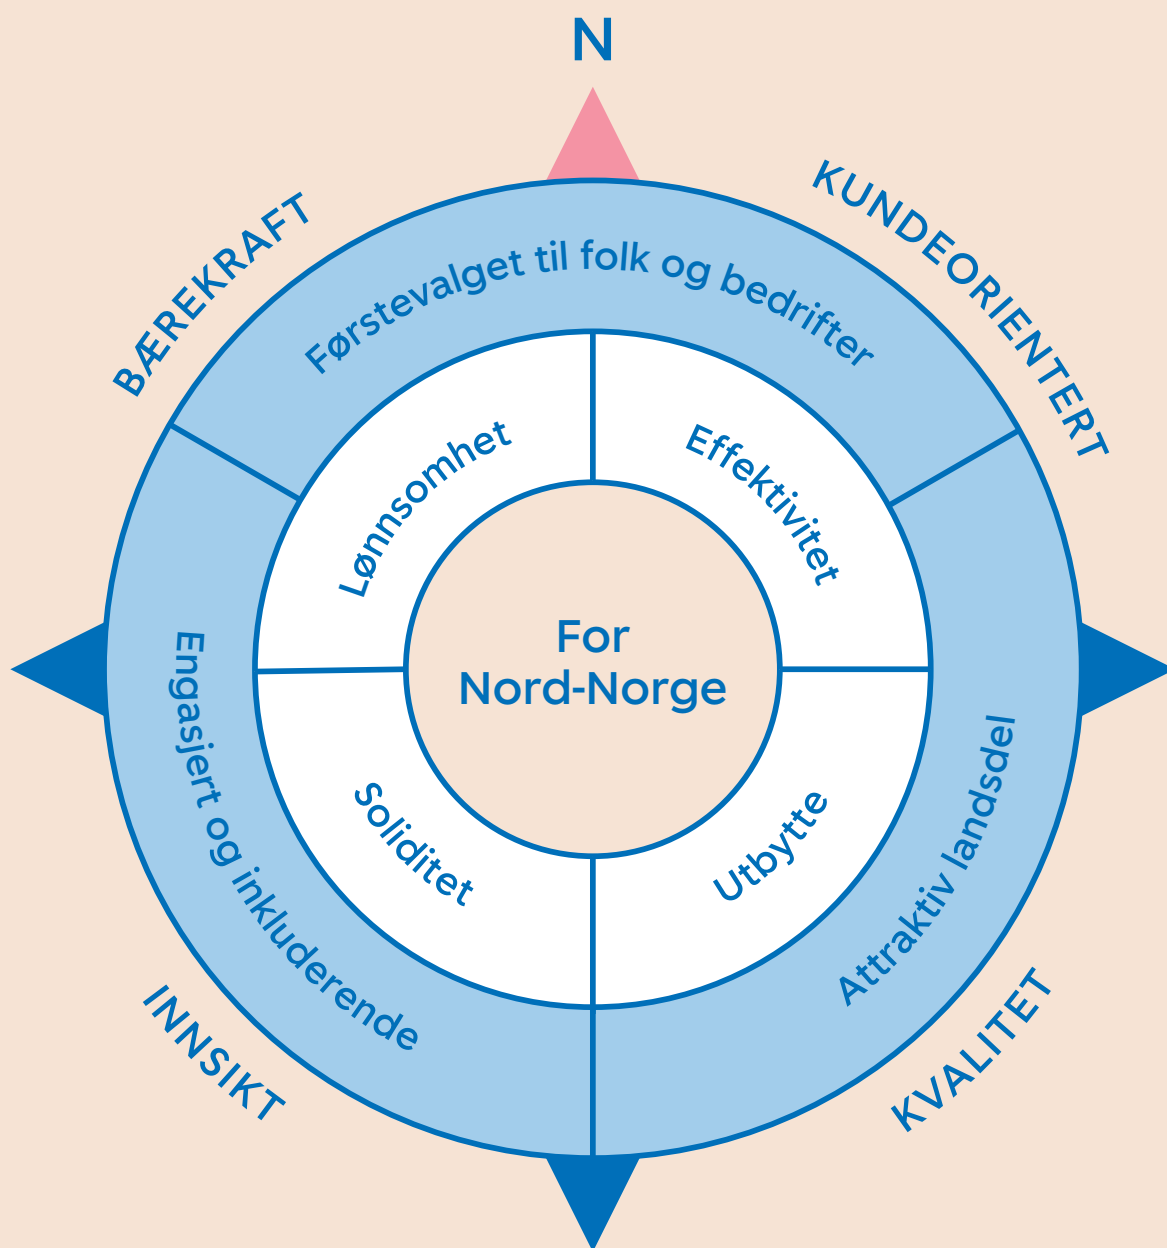 N
BÆREKRAFT
KUNDEORIENTERT
Førstevalget til folk og bedrifter
Lønnsomhet
Effektivitet
For
Nord-Norge
Engasjert og inkluderende
Soliditet
Utbytte
Attraktiv landsdel
INNSIKT
KVALITET